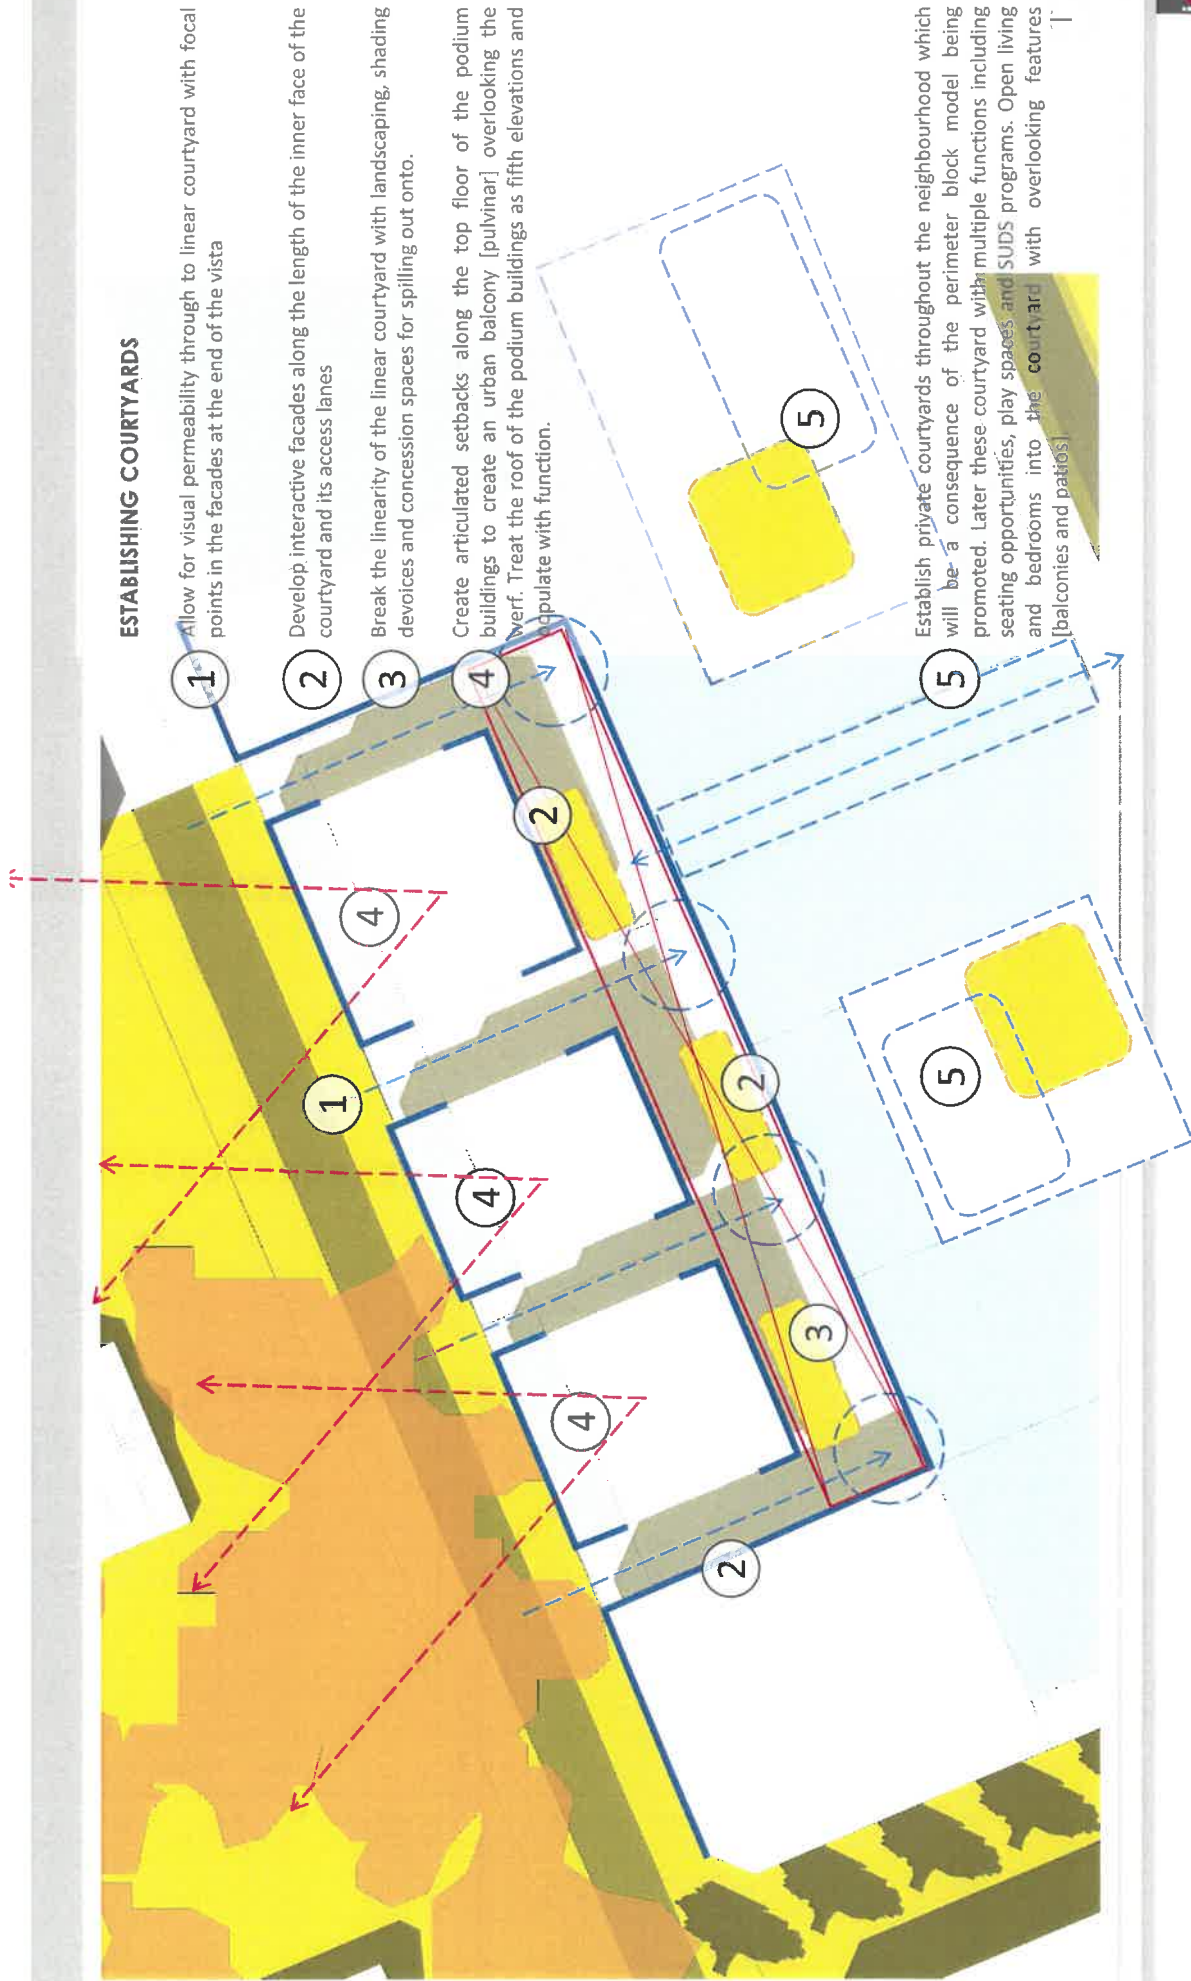 ESTABLISHING COURTYARDS
1
Allow for visual permeability through to linear courtyard with focal
points in the facades at the end of the vista
2
Develop interactive facades along the length of the inner face of the
courtyard and its access lanes
3
Break the linearity of the linear courtyard with landscaping, shading
devoices and concession spaces for spilling out onto.
4
Create articulated setbacks along the top floor of the podium
buildings to create an urban balcony [pulvinar] overlooking the
werf. Treat the roof of the podium buildings as fifth elevations and
populate with function.
5
Establish private courtyards throughout the neighbourhood which
will be a consequence of the perimeter block model being
promoted. Later these courtyard with multiple functions including
seating opportunities, play spaces and SUDS programs. Open living
and bedrooms into the courtyard with overlooking features
[balconies and patios]
1
4
4
4
2
2
3
2
5
5